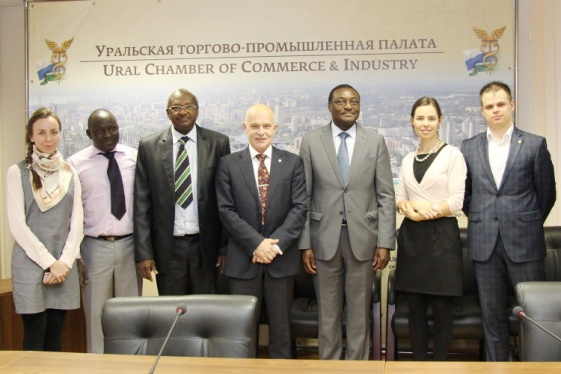 УРАЛЬСКАЯ ТОРГОВО-ПРОМЫШЛЕННАЯ ПАЛАТА
URAL CHAMBER OF COMMERCE & INDUSTRY